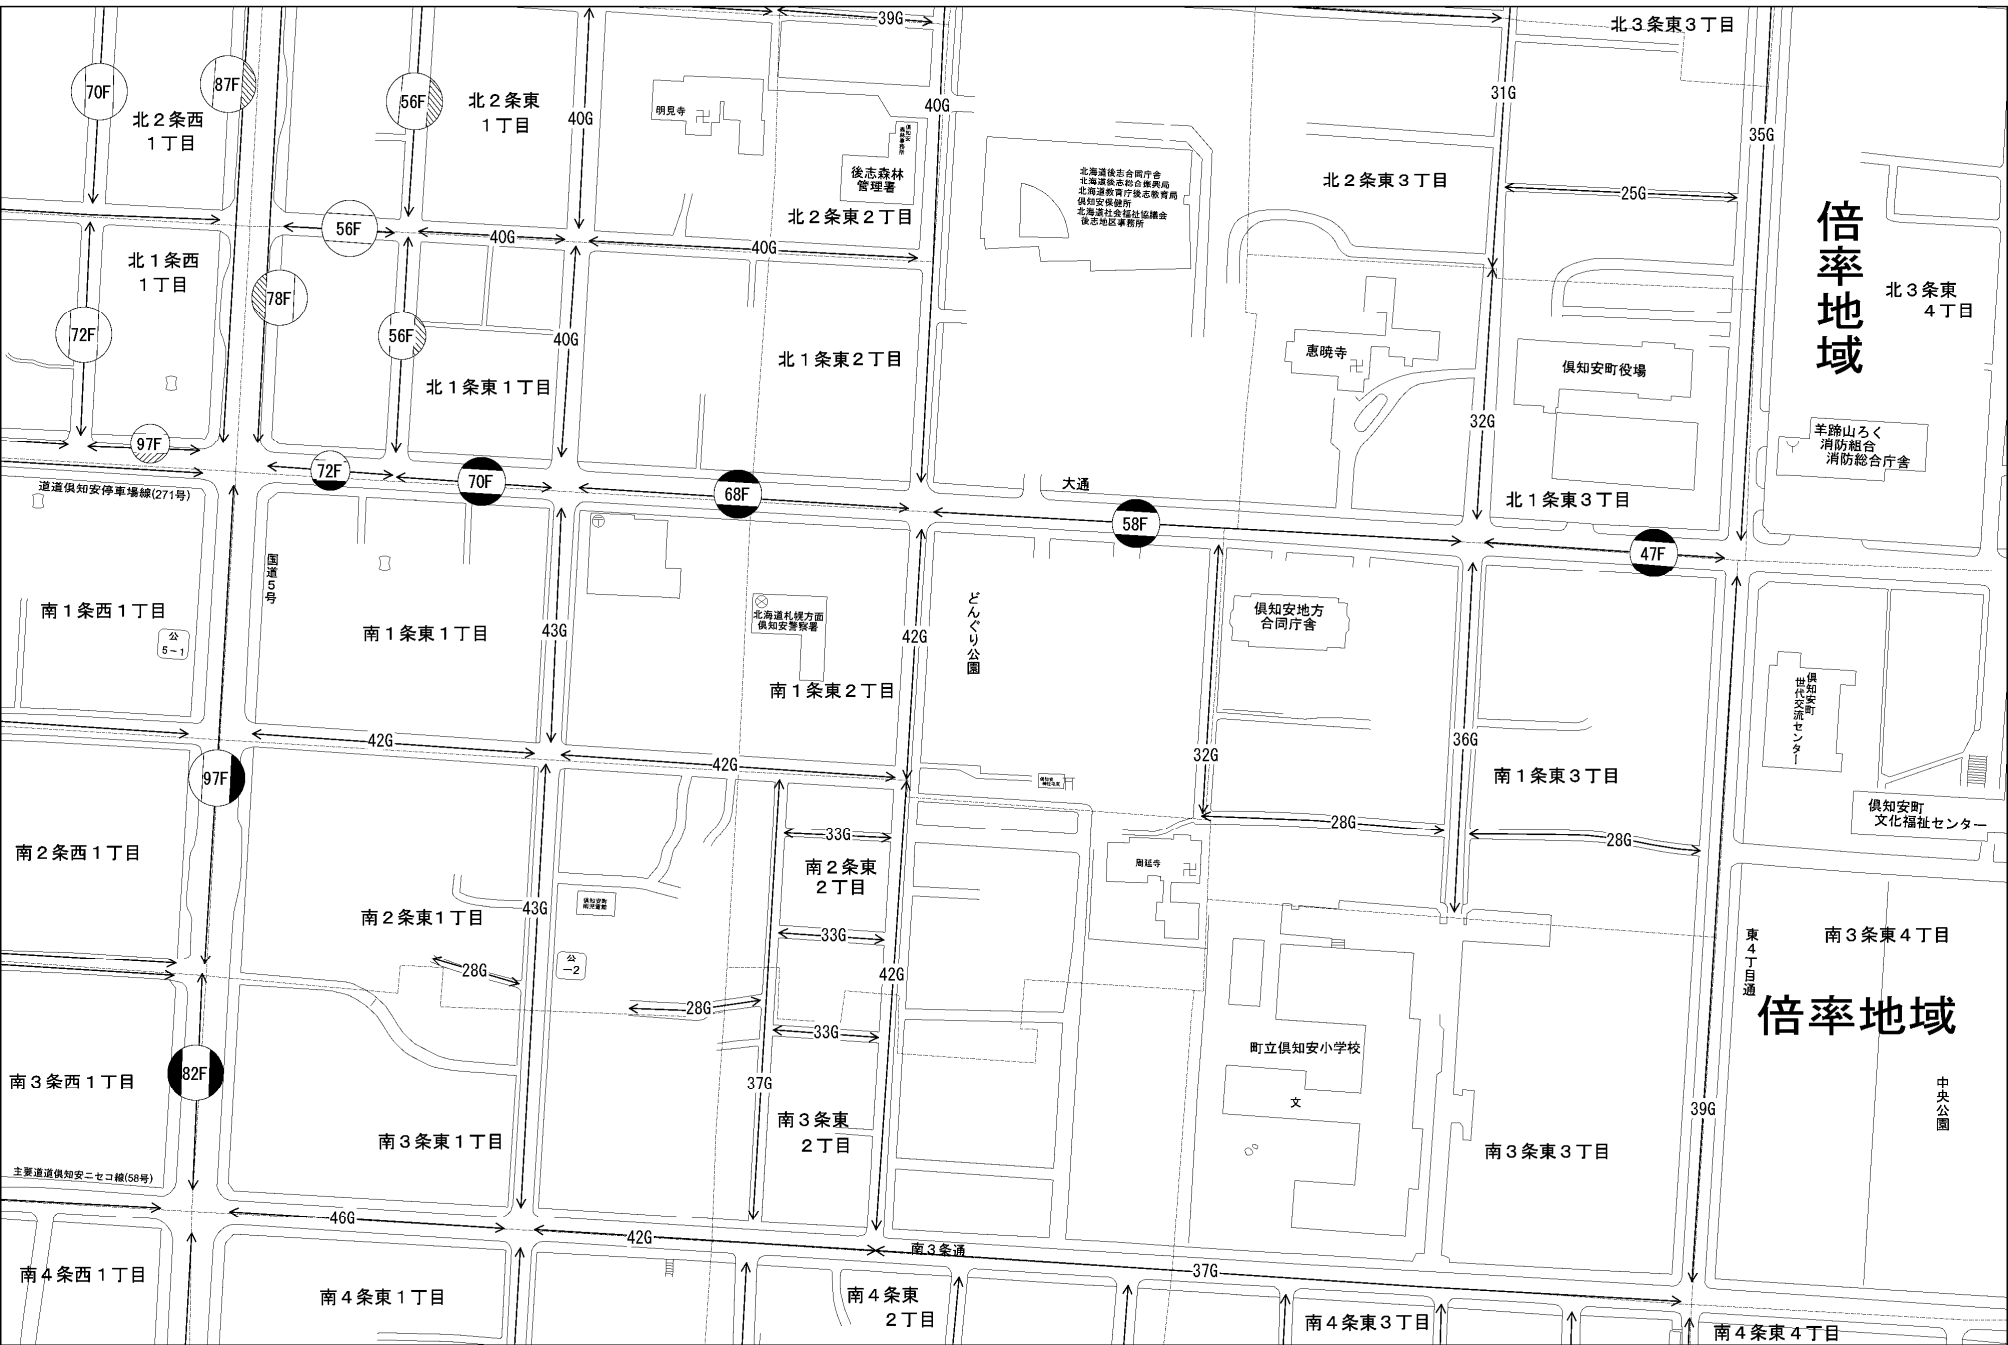 39G
北３条東３丁目
70F
87F
56F
北２条東
１丁目
40G
40G
31G
35G
北２条西
１丁目
明見寺
後志森林
管理署
北海道後志合同庁舎
北海道後志総合振興局
北海道教育庁後志教育局
倶知安保健所
北海道社会福祉協議会
後志地区事務所
北２条東３丁目
25G
北２条東２丁目
倍率地域
56F
40G
40G
北１条西
１丁目
78F
北３条東
４丁目
72F
56F
40G
北１条東２丁目
恵暁寺
倶知安町役場
北１条東１丁目
32G
97F
羊蹄山ろく
消防組合
消防総合庁舎
72F
70F
68F
大通
北１条東３丁目
道道倶知安停車場線(271号)
58F
47F
国道５号
どんぐり公園
南１条西１丁目
公
5－1
南１条東１丁目
43G
北海道札幌方面
倶知安警察署
42G
倶知安地方
合同庁舎
南１条東２丁目
倶知安町
世代交流センター
42G
42G
32G
36G
97F
南１条東３丁目
28G
28G
倶知安町
文化福祉センター
33G
南２条西１丁目
南２条東
２丁目
周延寺
43G
南２条東１丁目
33G
東４丁目通
南３条東４丁目
公
－2
28G
42G
28G
33G
倍率地域
町立倶知安小学校
82F
南３条西１丁目
37G
文
39G
中央公園
南３条東
２丁目
南３条東１丁目
南３条東３丁目
主要道道倶知安ニセコ線(58号)
46G
42G
南３条通
37G
南４条西１丁目
南４条東１丁目
南４条東
２丁目
南４条東３丁目
南４条東４丁目